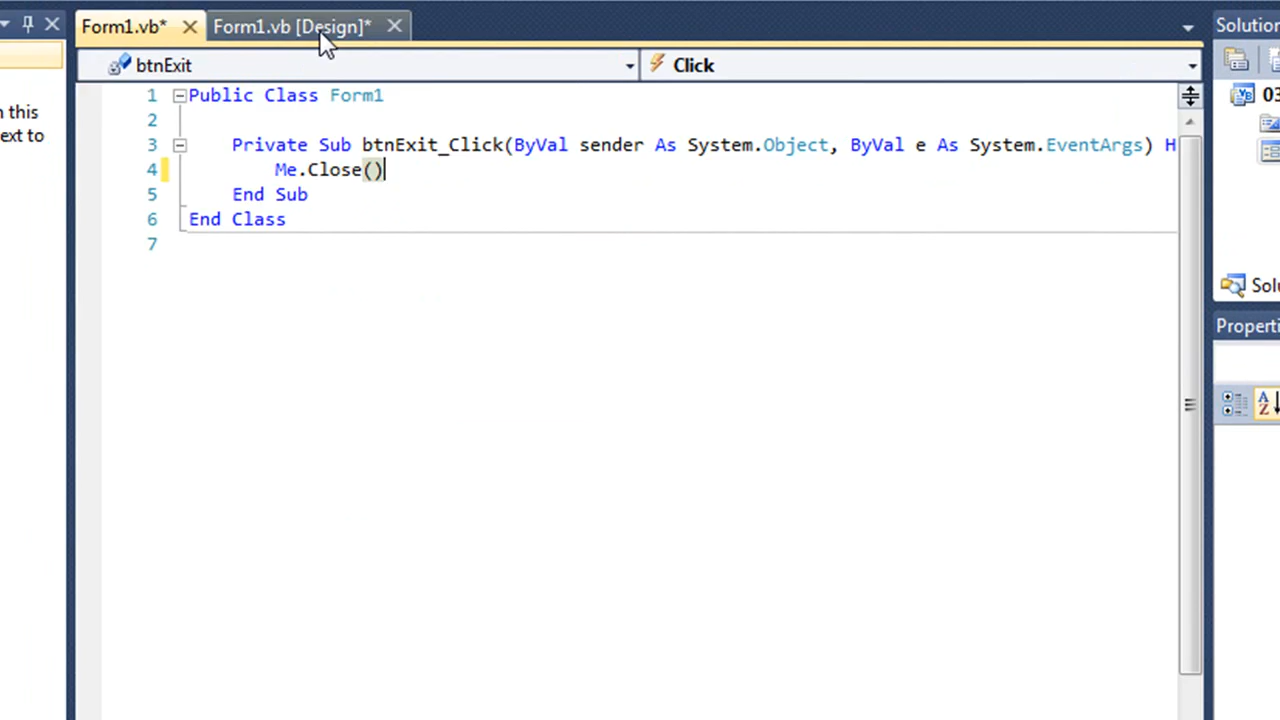 Form1.vb*
Form1.vb [Design]*
Solution
btnExit
Click
03
n this
ext to
1 Public Class Form1
2
3 Private Sub btnExit_Click(ByVal sender As System.Object, ByVal e As System.EventArgs) H
4 Me.Close()
5 End Sub
6 End Class
7
Solu
Properti